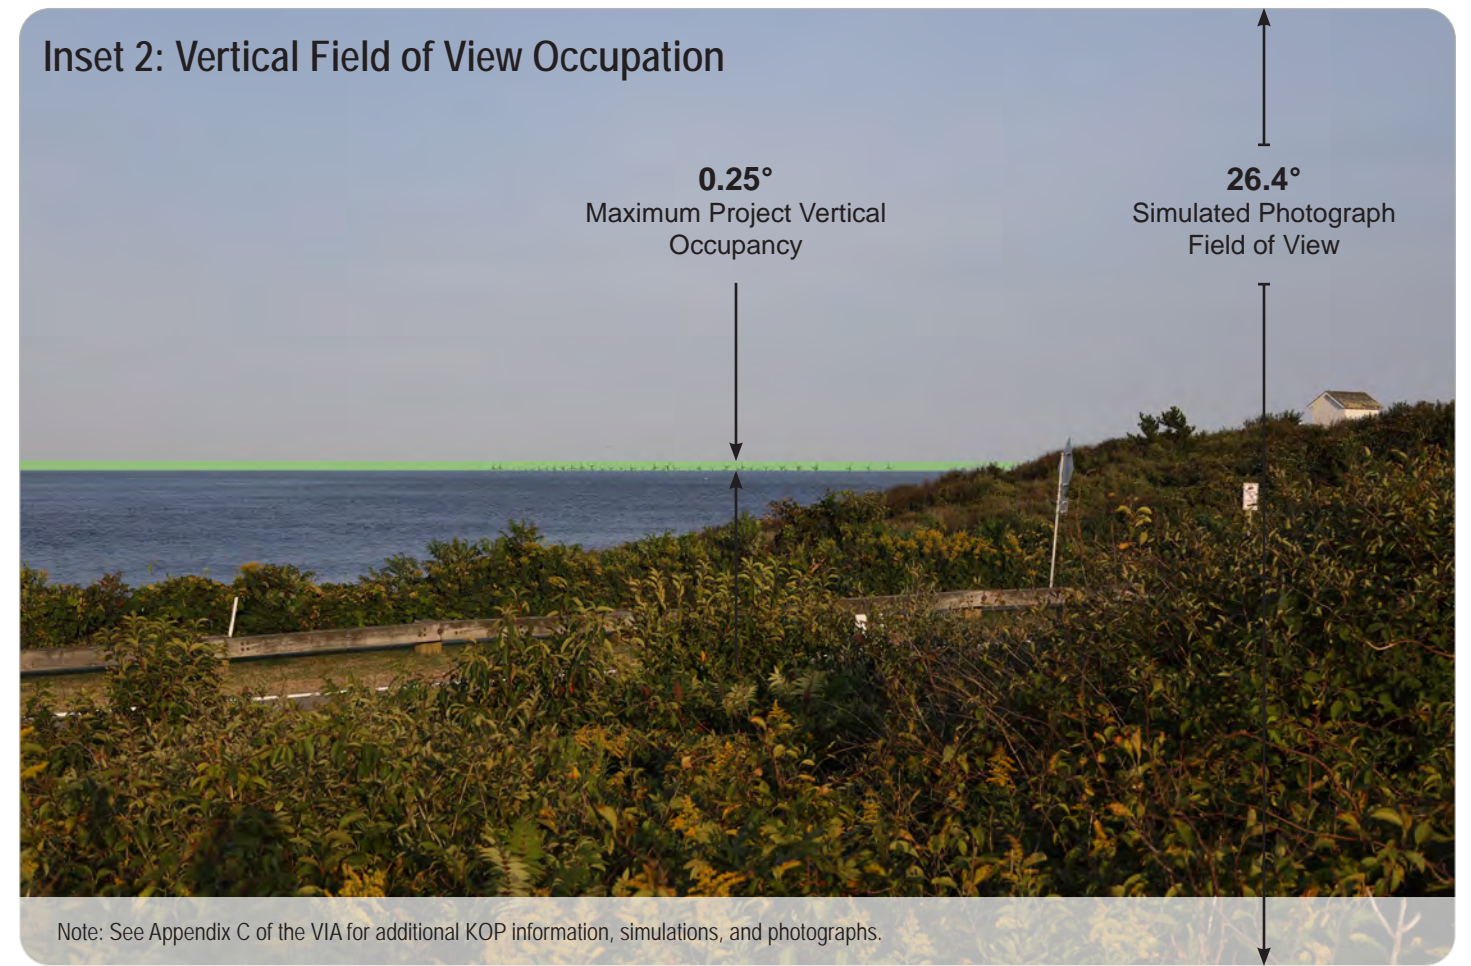 Inset 2: Vertical Field of View Occupation
0.25°
Maximum Project Vertical
Occupancy
26.4°
Simulated Photograph
Field of View
Note: See Appendix C of the VIA for additional KOP information, simulations, and photographs.